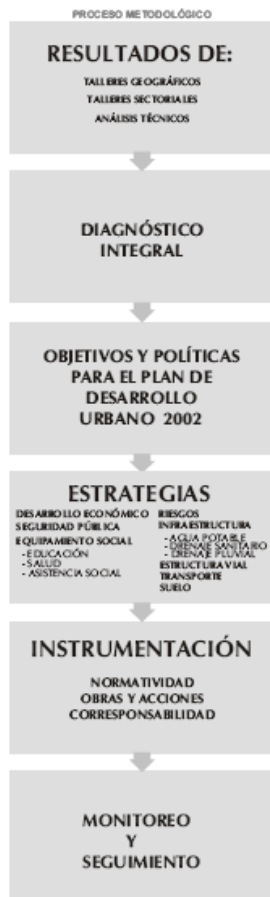 PROCESO METODOLÓGICO
RESULTADOS DE:
TALLERES GEOGRÁFICOS
TALLERES SECTORIALES
ANÁLISIS TÉCNICOS
DIAGNÓSTICO
INTEGRAL
OBJETIVOS Y POLÍTICAS
PARA EL PLAN DE
DESARROLLO
URBANO 2002
ESTRATEGIAS
DESARROLLO ECONÓMICO
SEGURIDAD PÚBLICA
EQUIPAMIENTO SOCIAL
-EDUCACIÓN
-SALUD
-ASISTENCIA SOCIAL
RIESGOS
INFRAESTRUCTURA
-AGUA POTABLE
-DRENAJE SANITARIO
-DRENAJE PLUVIAL
ESTRUCTURA VIAL
TRANSPORTE
SUELO
INSTRUMENTACIÓN
NORMATIVIDAD
OBRAS Y ACCIONES
CORRESPONSABILIDAD
MONITOREO
Y
SEGUIMIENTO